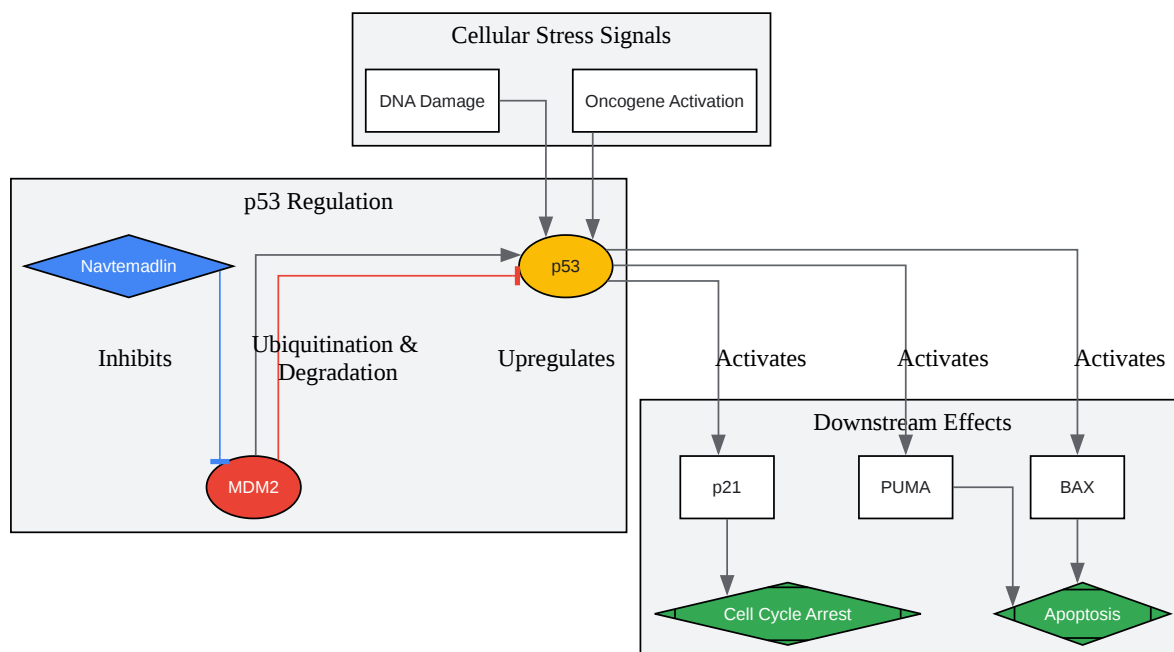 Cellular Stress Signals
DNA Damage
Oncogene Activation
p53 Regulation
Navtemadlin
p53
Inhibits
Ubiquitination &
Degradation
Upregulates
Activates
Activates
Activates
Downstream Effects
MDM2
p21
PUMA
BAX
Cell Cycle Arrest
Apoptosis